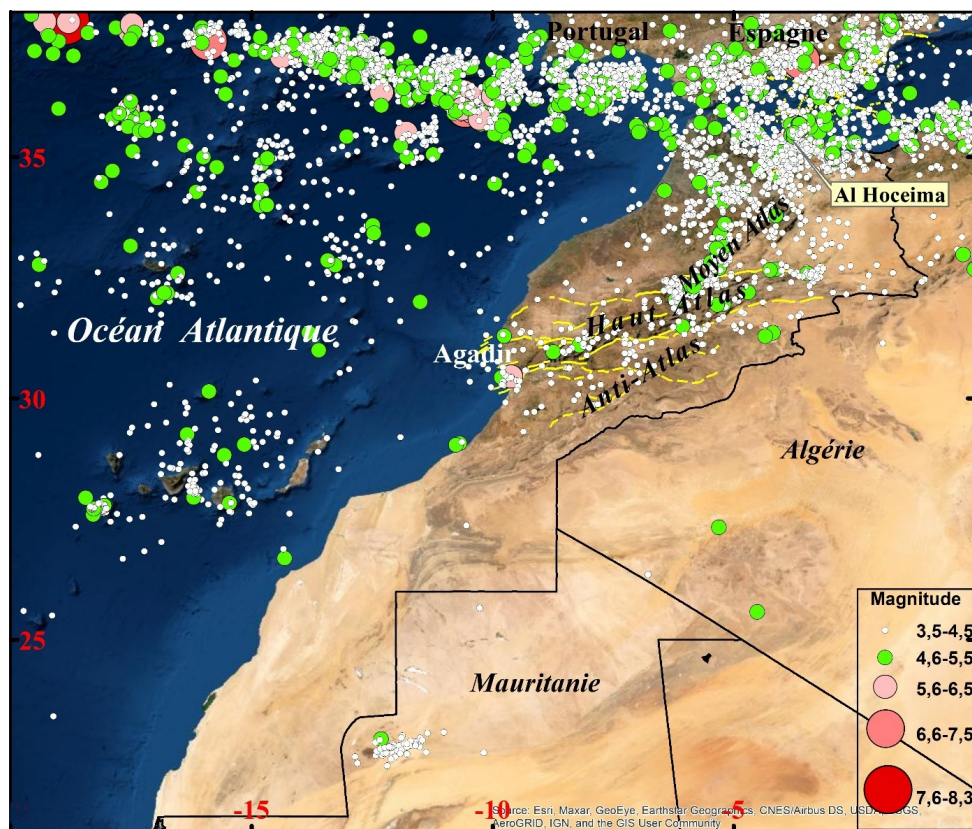 Portugal
Espagne
35
Al Hoceima
Moyen Atlas
Océan Atlantique
Haut Atlas
Agadir
Anti-Atlas
30
Algérie
Magnitude
3,5-4,5
25
4,6-5,5
Mauritanie
5,6-6,5
6,6-7,5
7,6-8,3
-15
-10
-5
Source: Esri, Maxar, GeoEye, Earthstar Geographics, CNES/Airbus DS,
AeroGRID, IGN, and the GIS User Community